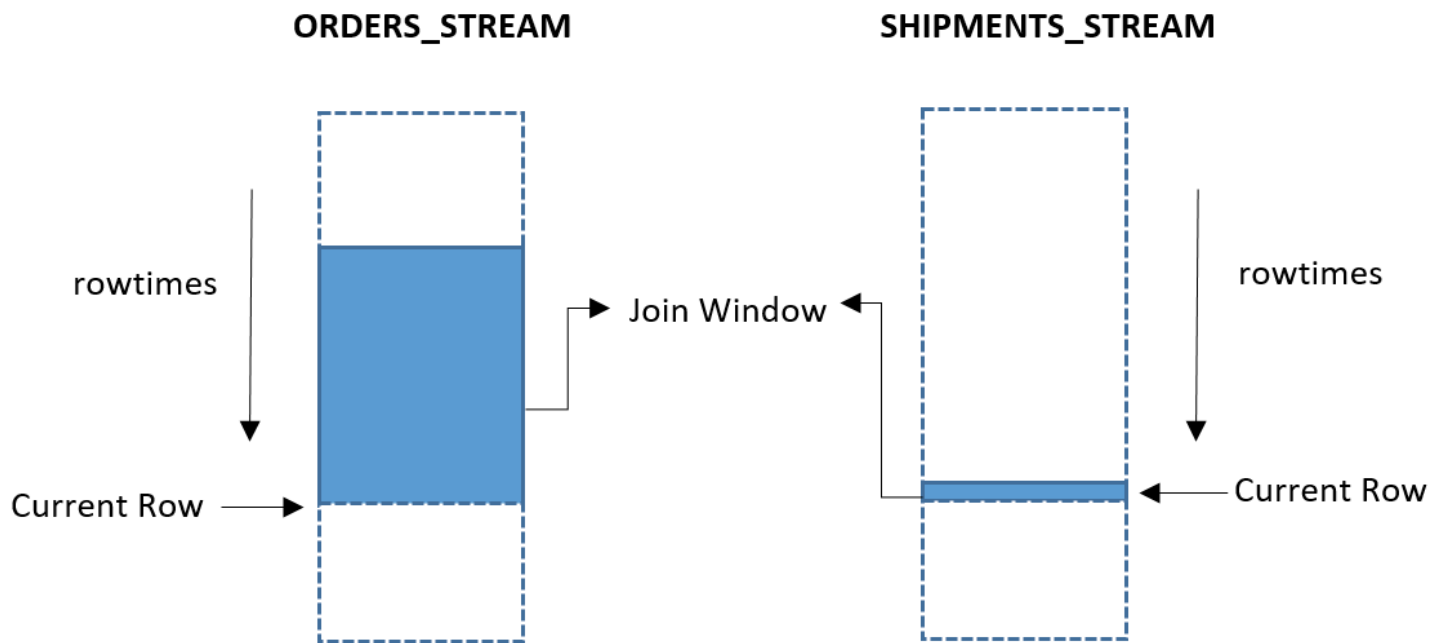 ORDERS_STREAM
SHIPMENTS_STREAM
rowtimes
Join Window
rowtimes
Current Row
Current Row